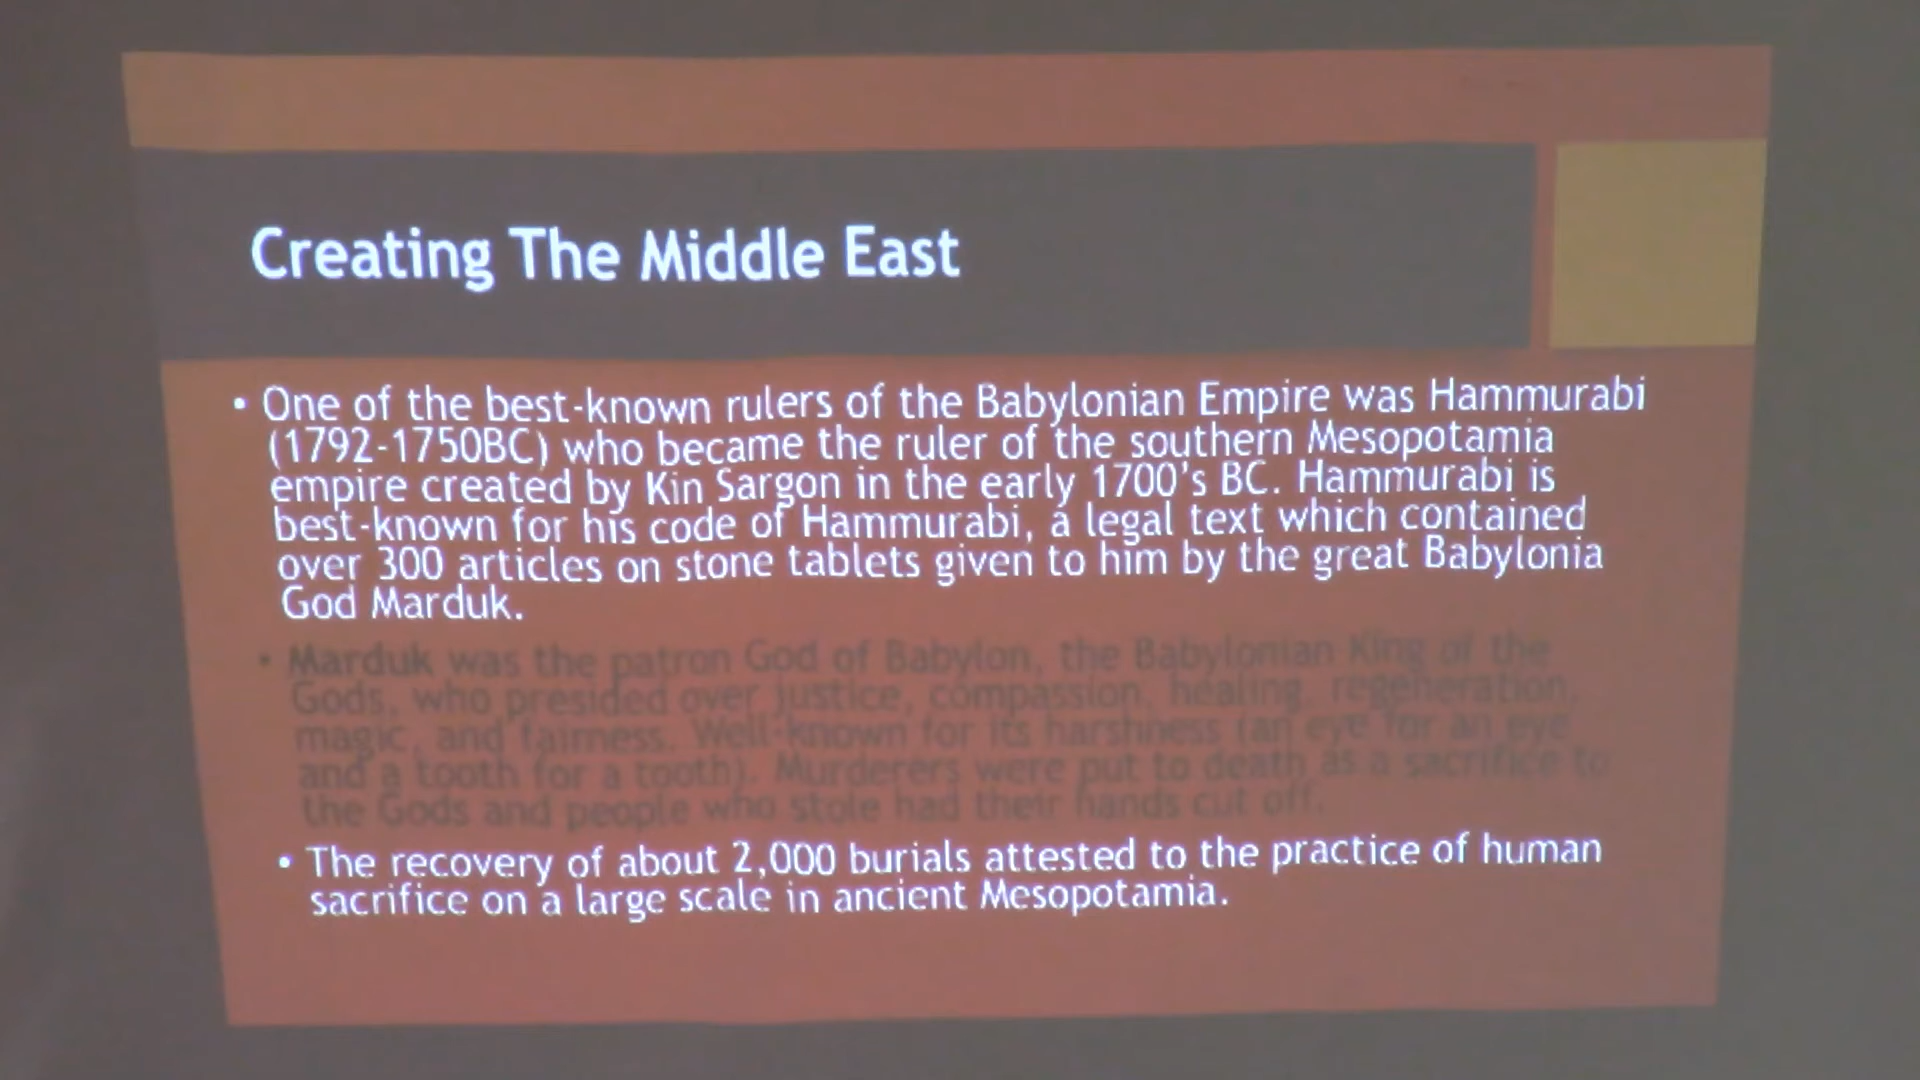 Creating The Middle East
• One of the best-known rulers of the Babylonian Empire was Hammurabi
(1792-1750BC) who became the ruler of the southern Mesopotamia
empire created by Kin Sargon in the early 1700's BC. Hammurabi is
best-known for his code of Hammurabi, a legal text which contained
over 300 articles on stone tablets given to him by the great Babylonia
God Marduk.
• Marduk was the patron God of Babylon, the Babylonian King of the
Gods, who presided over justice, compassion, healing, regeneration,
magic, and fairness. Well-known for its harshness (an eye for an eye
and a tooth for a tooth). Murderers were put to death as a sacrifice to
the Gods and people who stole had their hands cut off.
• The recovery of about 2,000 burials attested to the practice of human
sacrifice on a large scale in ancient Mesopotamia.